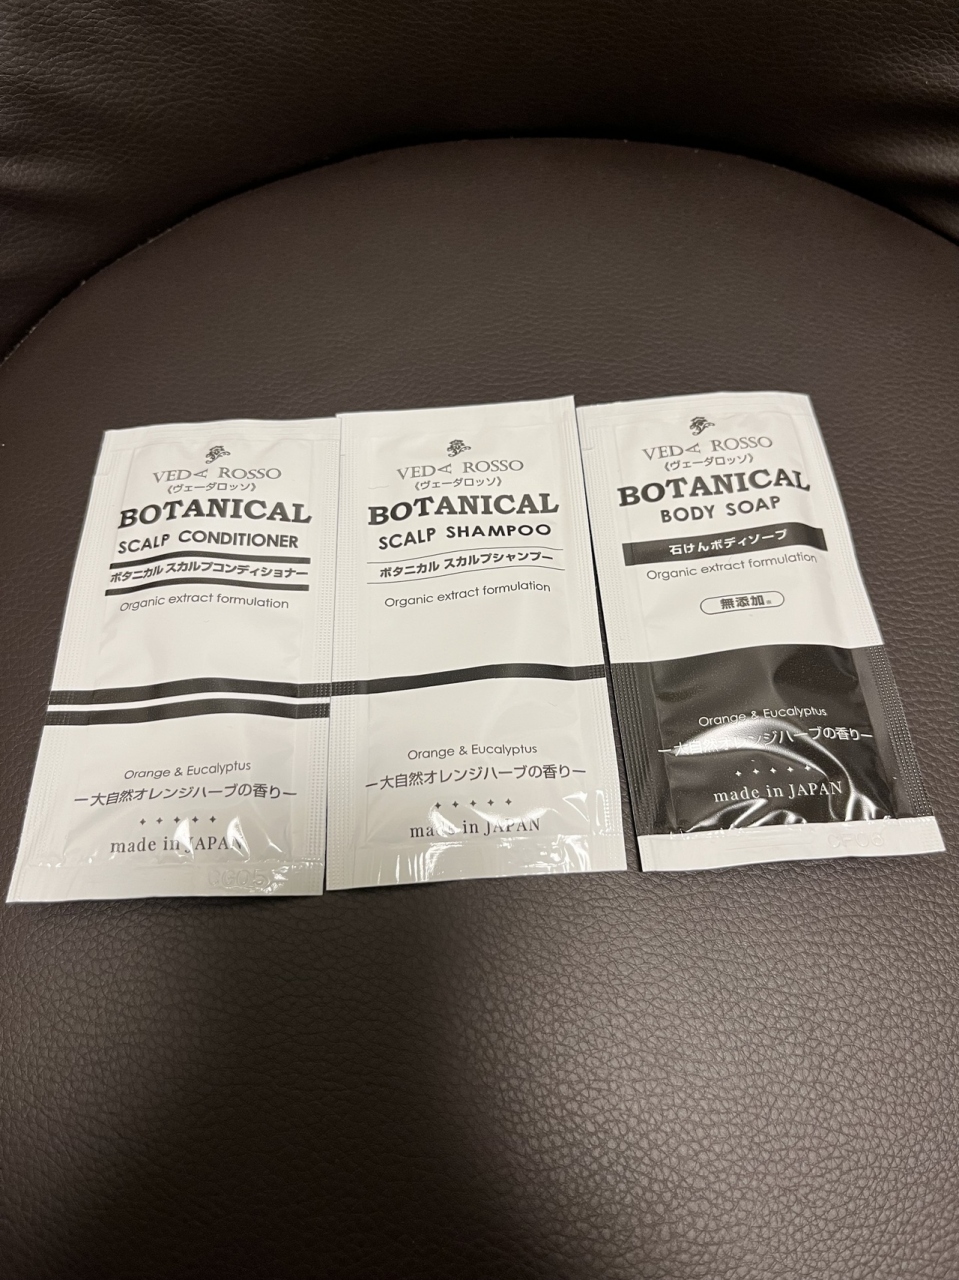 VEDA ROSSO
《ヴェーダロッソ》
BOTANICAL
SCALP CONDITIONER
ボタニカル スカルプコンディショナー
Organic extract formulation
Orange & Eucalyptus
―大自然オレンジハーブの香り―
made in JAPAN
VEDA ROSSO
《ヴェーダロッソ》
BOTANICAL
SCALP SHAMPOO
ボタニカル スカルプシャンプー
Organic extract formulation
Orange & Eucalyptus
―大自然オレンジハーブの香り―
made in JAPAN
VEDA ROSSO
《ヴェーダロッソ》
BOTANICAL
BODY SOAP
石けんボディソープ
Organic extract formulation
無添加
Orange & Eucalyptus
―大自然オレンジハーブの香り―
made in JAPAN